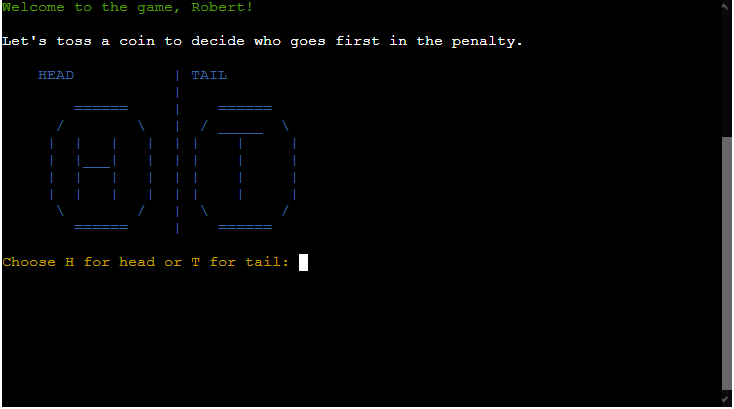 Welcome to the game, Robert!
Let's toss a coin to decide who goes first in the penalty.
HEAD | TAIL
Choose H for head or T for tail: